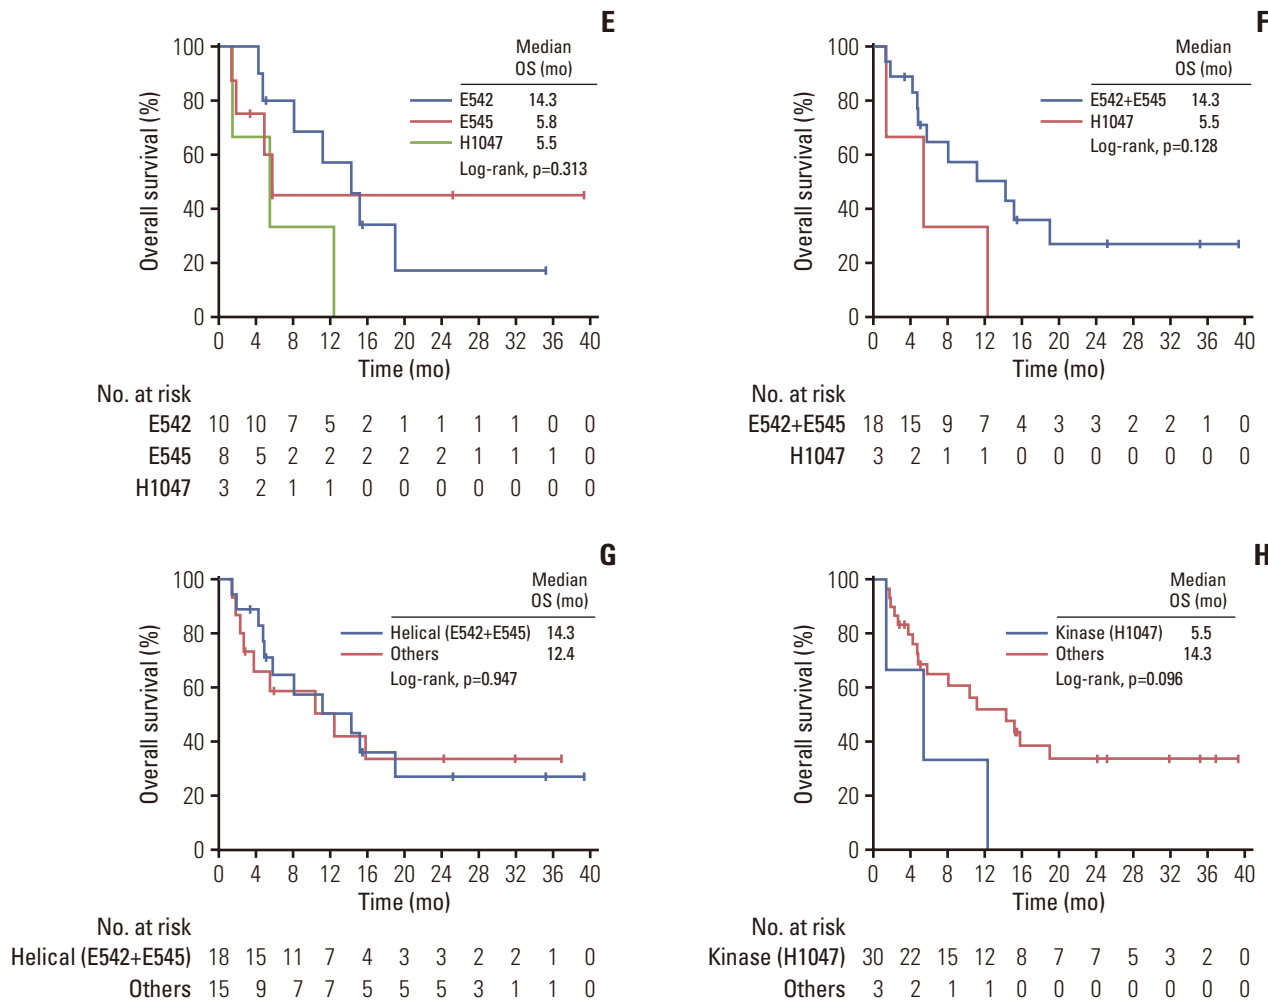 E
Median
OS (mo)
E542 14.3
E545 5.8
H1047 5.5
Log-rank, p=0.313
Overall survival (%)
100
80
60
40
20
0
0 4 8 12 16 20 24 28 32 36 40
Time (mo)
No. at risk
E542 10 10 7 5 2 1 1 1 1 0 0
E545 8 5 2 2 2 2 2 1 1 1 0
H1047 3 2 1 1 0 0 0 0 0 0 0
F
Median
OS (mo)
E542+E545 14.3
H1047 5.5
Log-rank, p=0.128
Overall survival (%)
100
80
60
40
20
0
0 4 8 12 16 20 24 28 32 36 40
Time (mo)
No. at risk
E542+E545 18 15 9 7 4 3 3 2 2 1 0
H1047 3 2 1 1 0 0 0 0 0 0 0
G
Median
OS (mo)
Helical (E542+E545) 14.3
Others 12.4
Log-rank, p=0.947
Overall survival (%)
100
80
60
40
20
0
0 4 8 12 16 20 24 28 32 36 40
Time (mo)
No. at risk
Helical (E542+E545) 18 15 11 7 4 3 3 2 2 1 0
Others 15 9 7 7 5 5 5 3 1 1 0
H
Median
OS (mo)
Kinase (H1047) 5.5
Others 14.3
Log-rank, p=0.096
Overall survival (%)
100
80
60
40
20
0
0 4 8 12 16 20 24 28 32 36 40
Time (mo)
No. at risk
Kinase (H1047) 30 22 15 12 8 7 7 5 3 2 0
Others 3 2 1 1 0 0 0 0 0 0 0